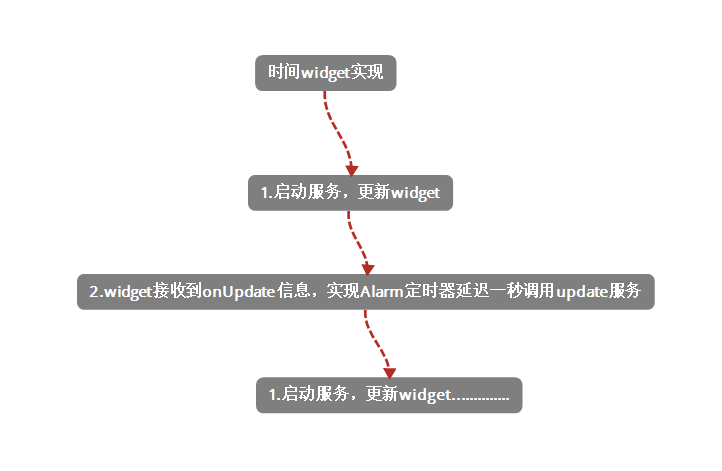 时间widget实现
1.启动服务，更新widget
2.widget接收到onUpdate信息，实现Alarm定时器延迟一秒调用update服务
1.启动服务，更新widget..............